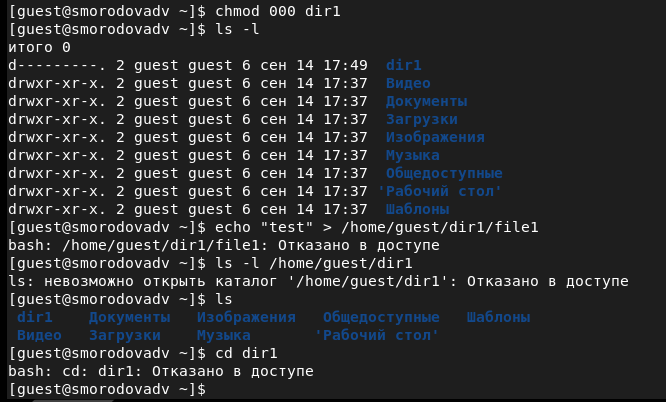 [guest@smorodovadv ~]$ chmod 000 dir1
[guest@smorodovadv ~]$ ls -l
итого 0
d---------. 2 guest guest 6 сен 14 17:49  dir1
drwxr-xr-x. 2 guest guest 6 сен 14 17:37  Видео
drwxr-xr-x. 2 guest guest 6 сен 14 17:37  Документы
drwxr-xr-x. 2 guest guest 6 сен 14 17:37  Загрузки
drwxr-xr-x. 2 guest guest 6 сен 14 17:37  Изображения
drwxr-xr-x. 2 guest guest 6 сен 14 17:37  Музыка
drwxr-xr-x. 2 guest guest 6 сен 14 17:37  Общедоступные
drwxr-xr-x. 2 guest guest 6 сен 14 17:37 'Рабочий стол'
drwxr-xr-x. 2 guest guest 6 сен 14 17:37  Шаблоны
[guest@smorodovadv ~]$ echo "test" > /home/guest/dir1/file1
bash: /home/guest/dir1/file1: Отказано в доступе
[guest@smorodovadv ~]$ ls -l /home/guest/dir1
ls: невозможно открыть каталог '/home/guest/dir1': Отказано в доступе
[guest@smorodovadv ~]$ ls
dir1    Документы   Изображения   Общедоступные   Шаблоны
Видео   Загрузки    Музыка       'Рабочий стол'
[guest@smorodovadv ~]$ cd dir1
bash: cd: dir1: Отказано в доступе
[guest@smorodovadv ~]$